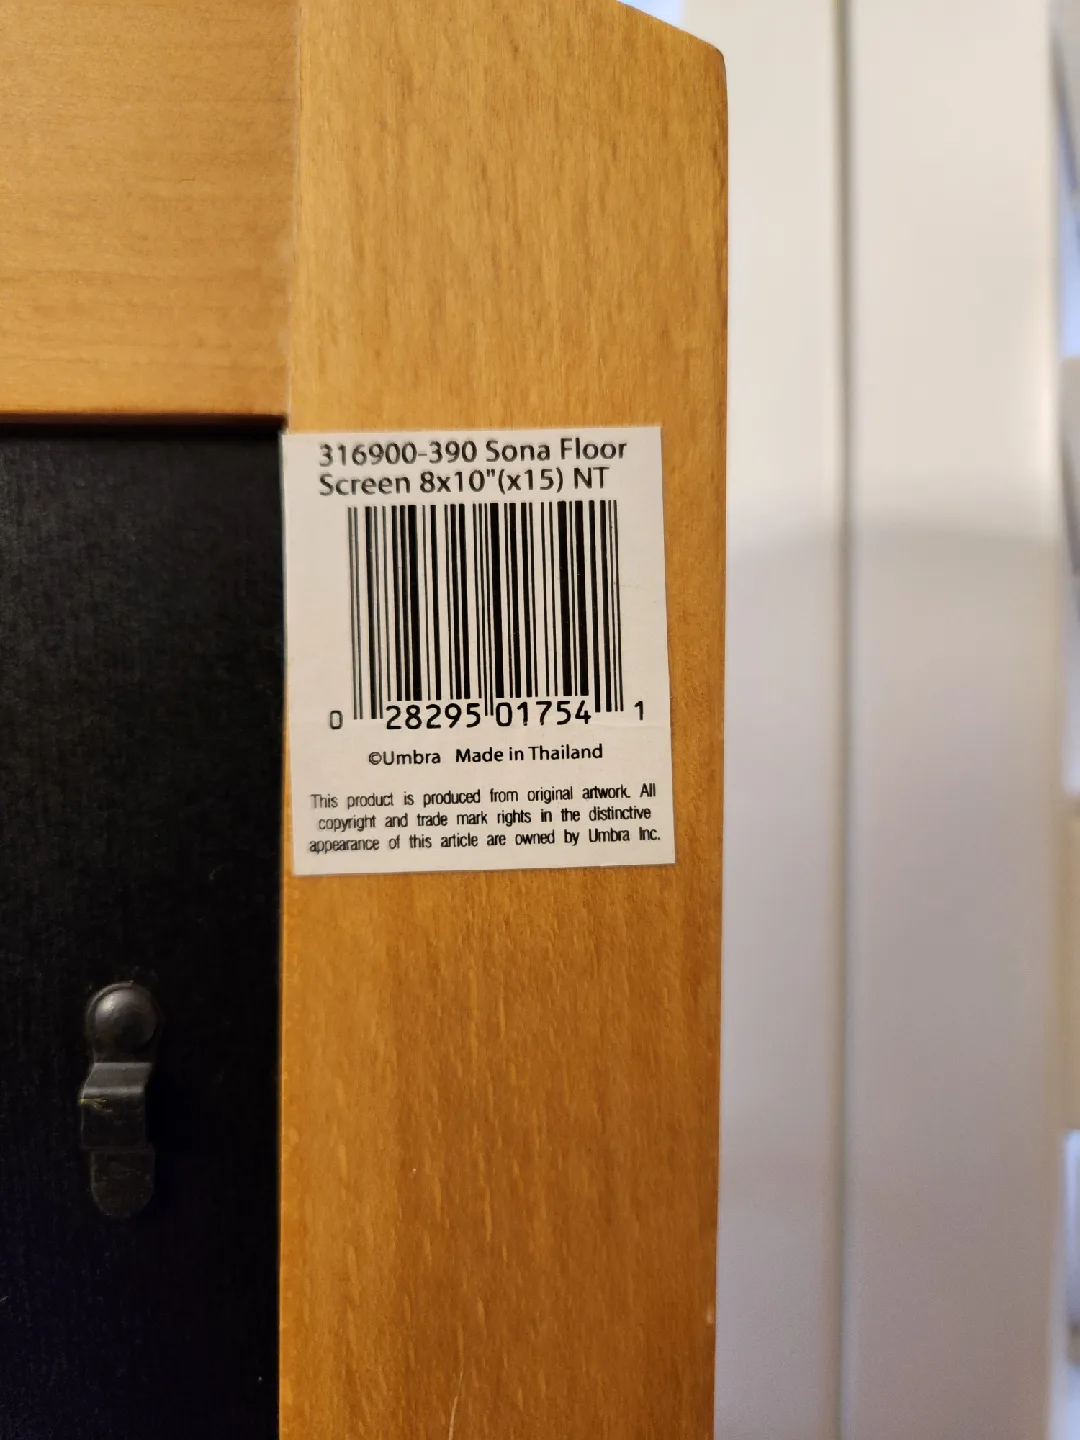 316900-390 Sona Floor
Screen 8x10"(x15) NT
0 28295 01754 1
©Umbra Made in Thailand
This product is produced from original artwork. All
copyright and trade mark rights in the distinctive
appearance of this article are owned by Umbra Inc.